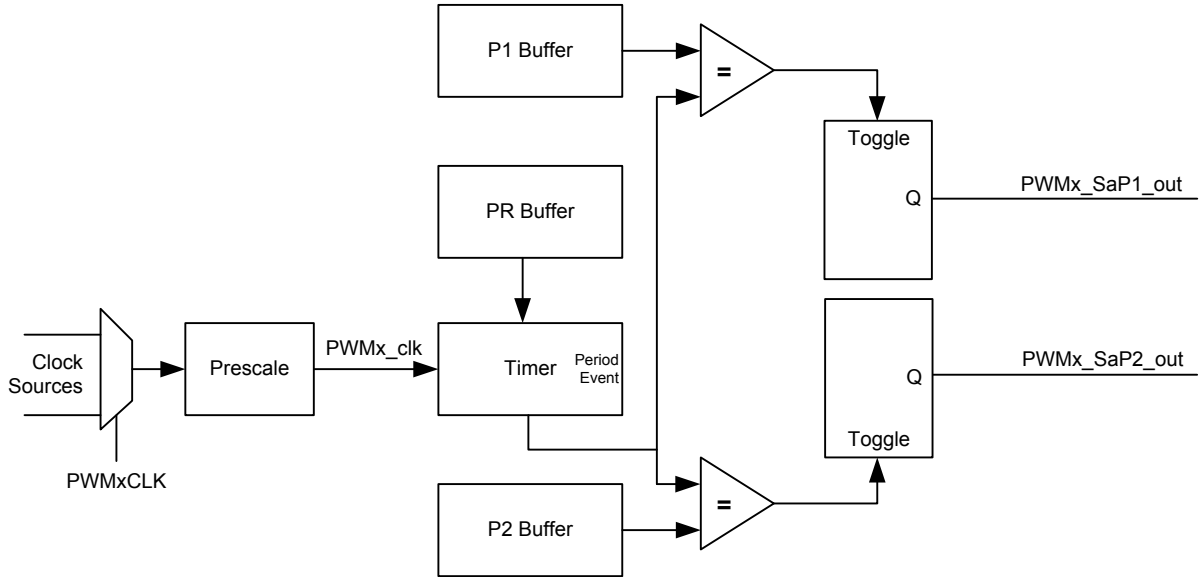 P1 Buffer
=
Toggle
Q
PWMx_SaP1_out
PR Buffer
Clock
Sources
PWMxCLK
Prescale
PWMx_clk
Timer
Period
Event
P2 Buffer
=
Q
Toggle
PWMx_SaP2_out